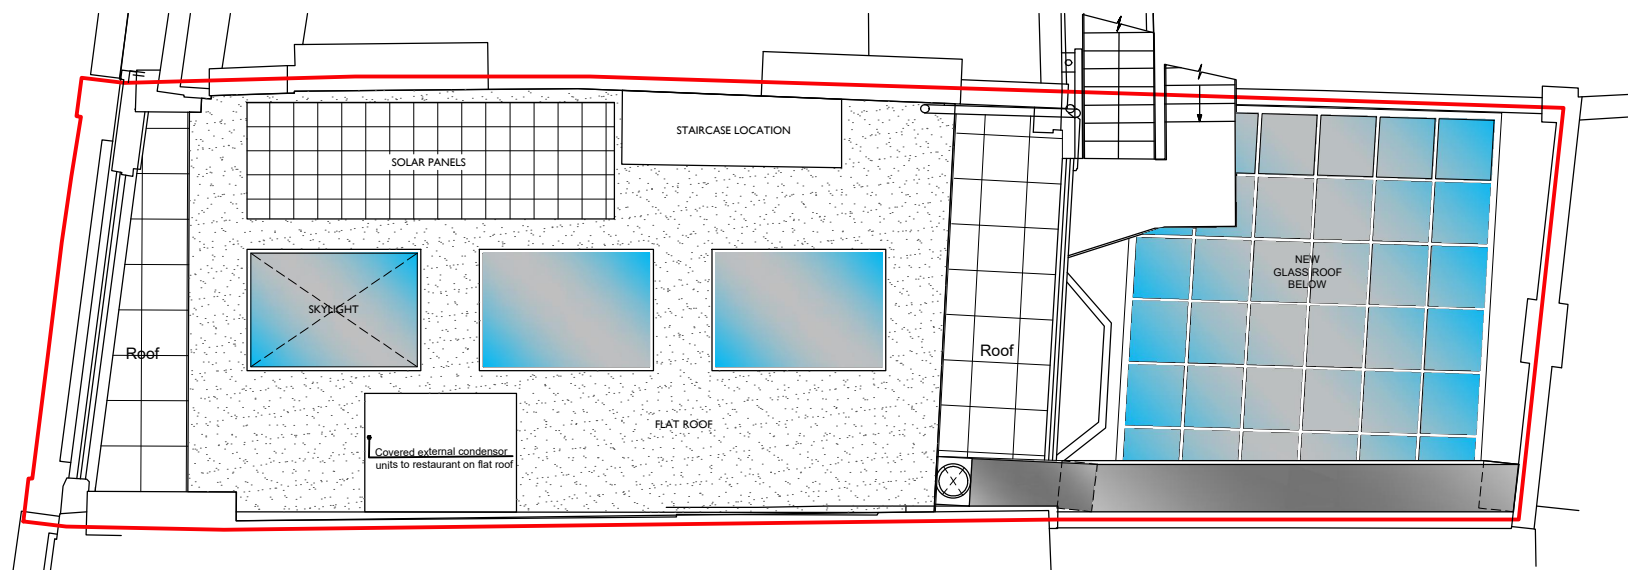 STAIRCASE LOCATION
SOLAR PANELS
NEW
GLASS ROOF
BELOW
SKYLIGHT
Roof
Roof
FLAT ROOF
Covered external condensor
units to restaurant on flat roof
X